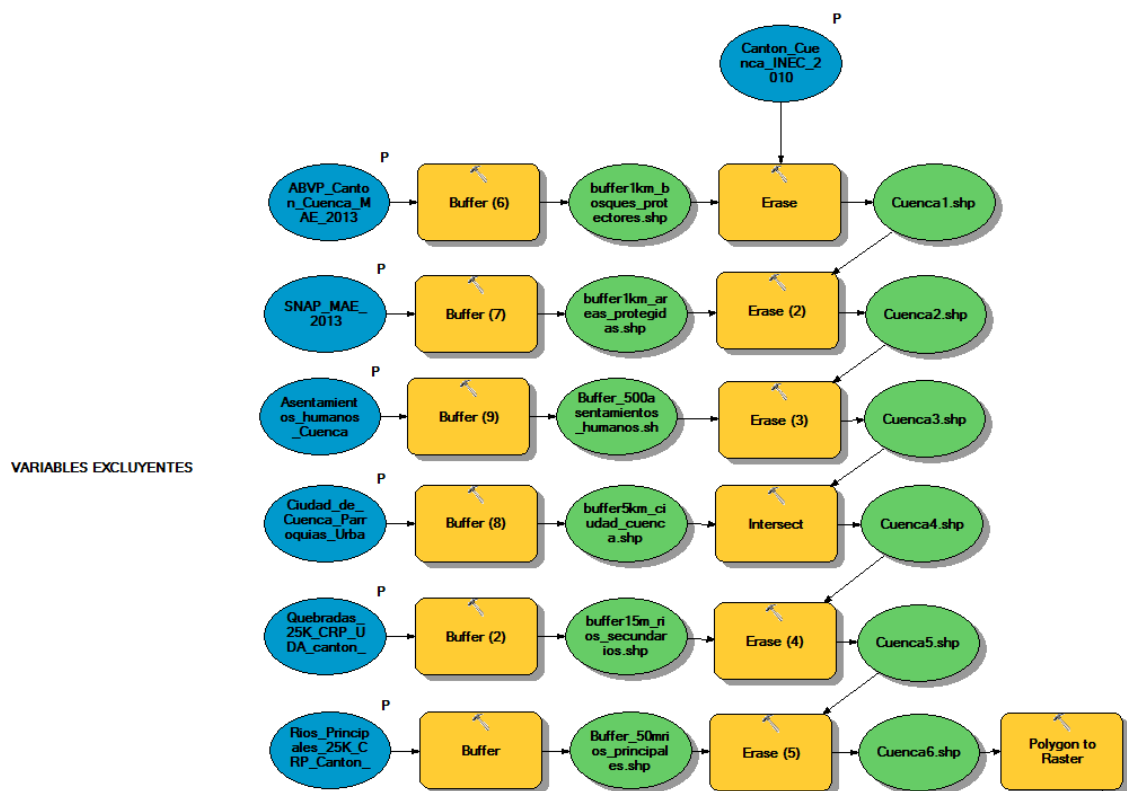 P
Canton_Cue
nca_INEC_2
010
P
ABVP_Canto
n_Cuenca_M
AE_2013
Buffer (6)
buffer1km_b
osques_prot
ectores.shp
Erase
Cuenca1.shp
P
SNAP_MAE_
2013
Buffer (7)
buffer1km_ar
eas_protegid
as.shp
Erase (2)
Cuenca2.shp
P
Asentamient
os_humanos
_Cuenca
Buffer (9)
Buffer_500a
sentamientos
_humanos.sh
Erase (3)
Cuenca3.shp
VARIABLES EXCLUYENTES
P
Ciudad_de_
Cuenca_Parr
oquias_Urba
Buffer (8)
buffer5km_ci
udad_cuenc
a.shp
Intersect
Cuenca4.shp
P
Quebradas_
25K_CRP_U
DA_canton_
Buffer (2)
buffer15m_ri
os_secundar
ios.shp
Erase (4)
Cuenca5.shp
P
Rios_Princip
ales_25K_C
RP_Canton_
Buffer
Buffer_50mri
os_principal
es.shp
Erase (5)
Cuenca6.shp
Polygon to
Raster